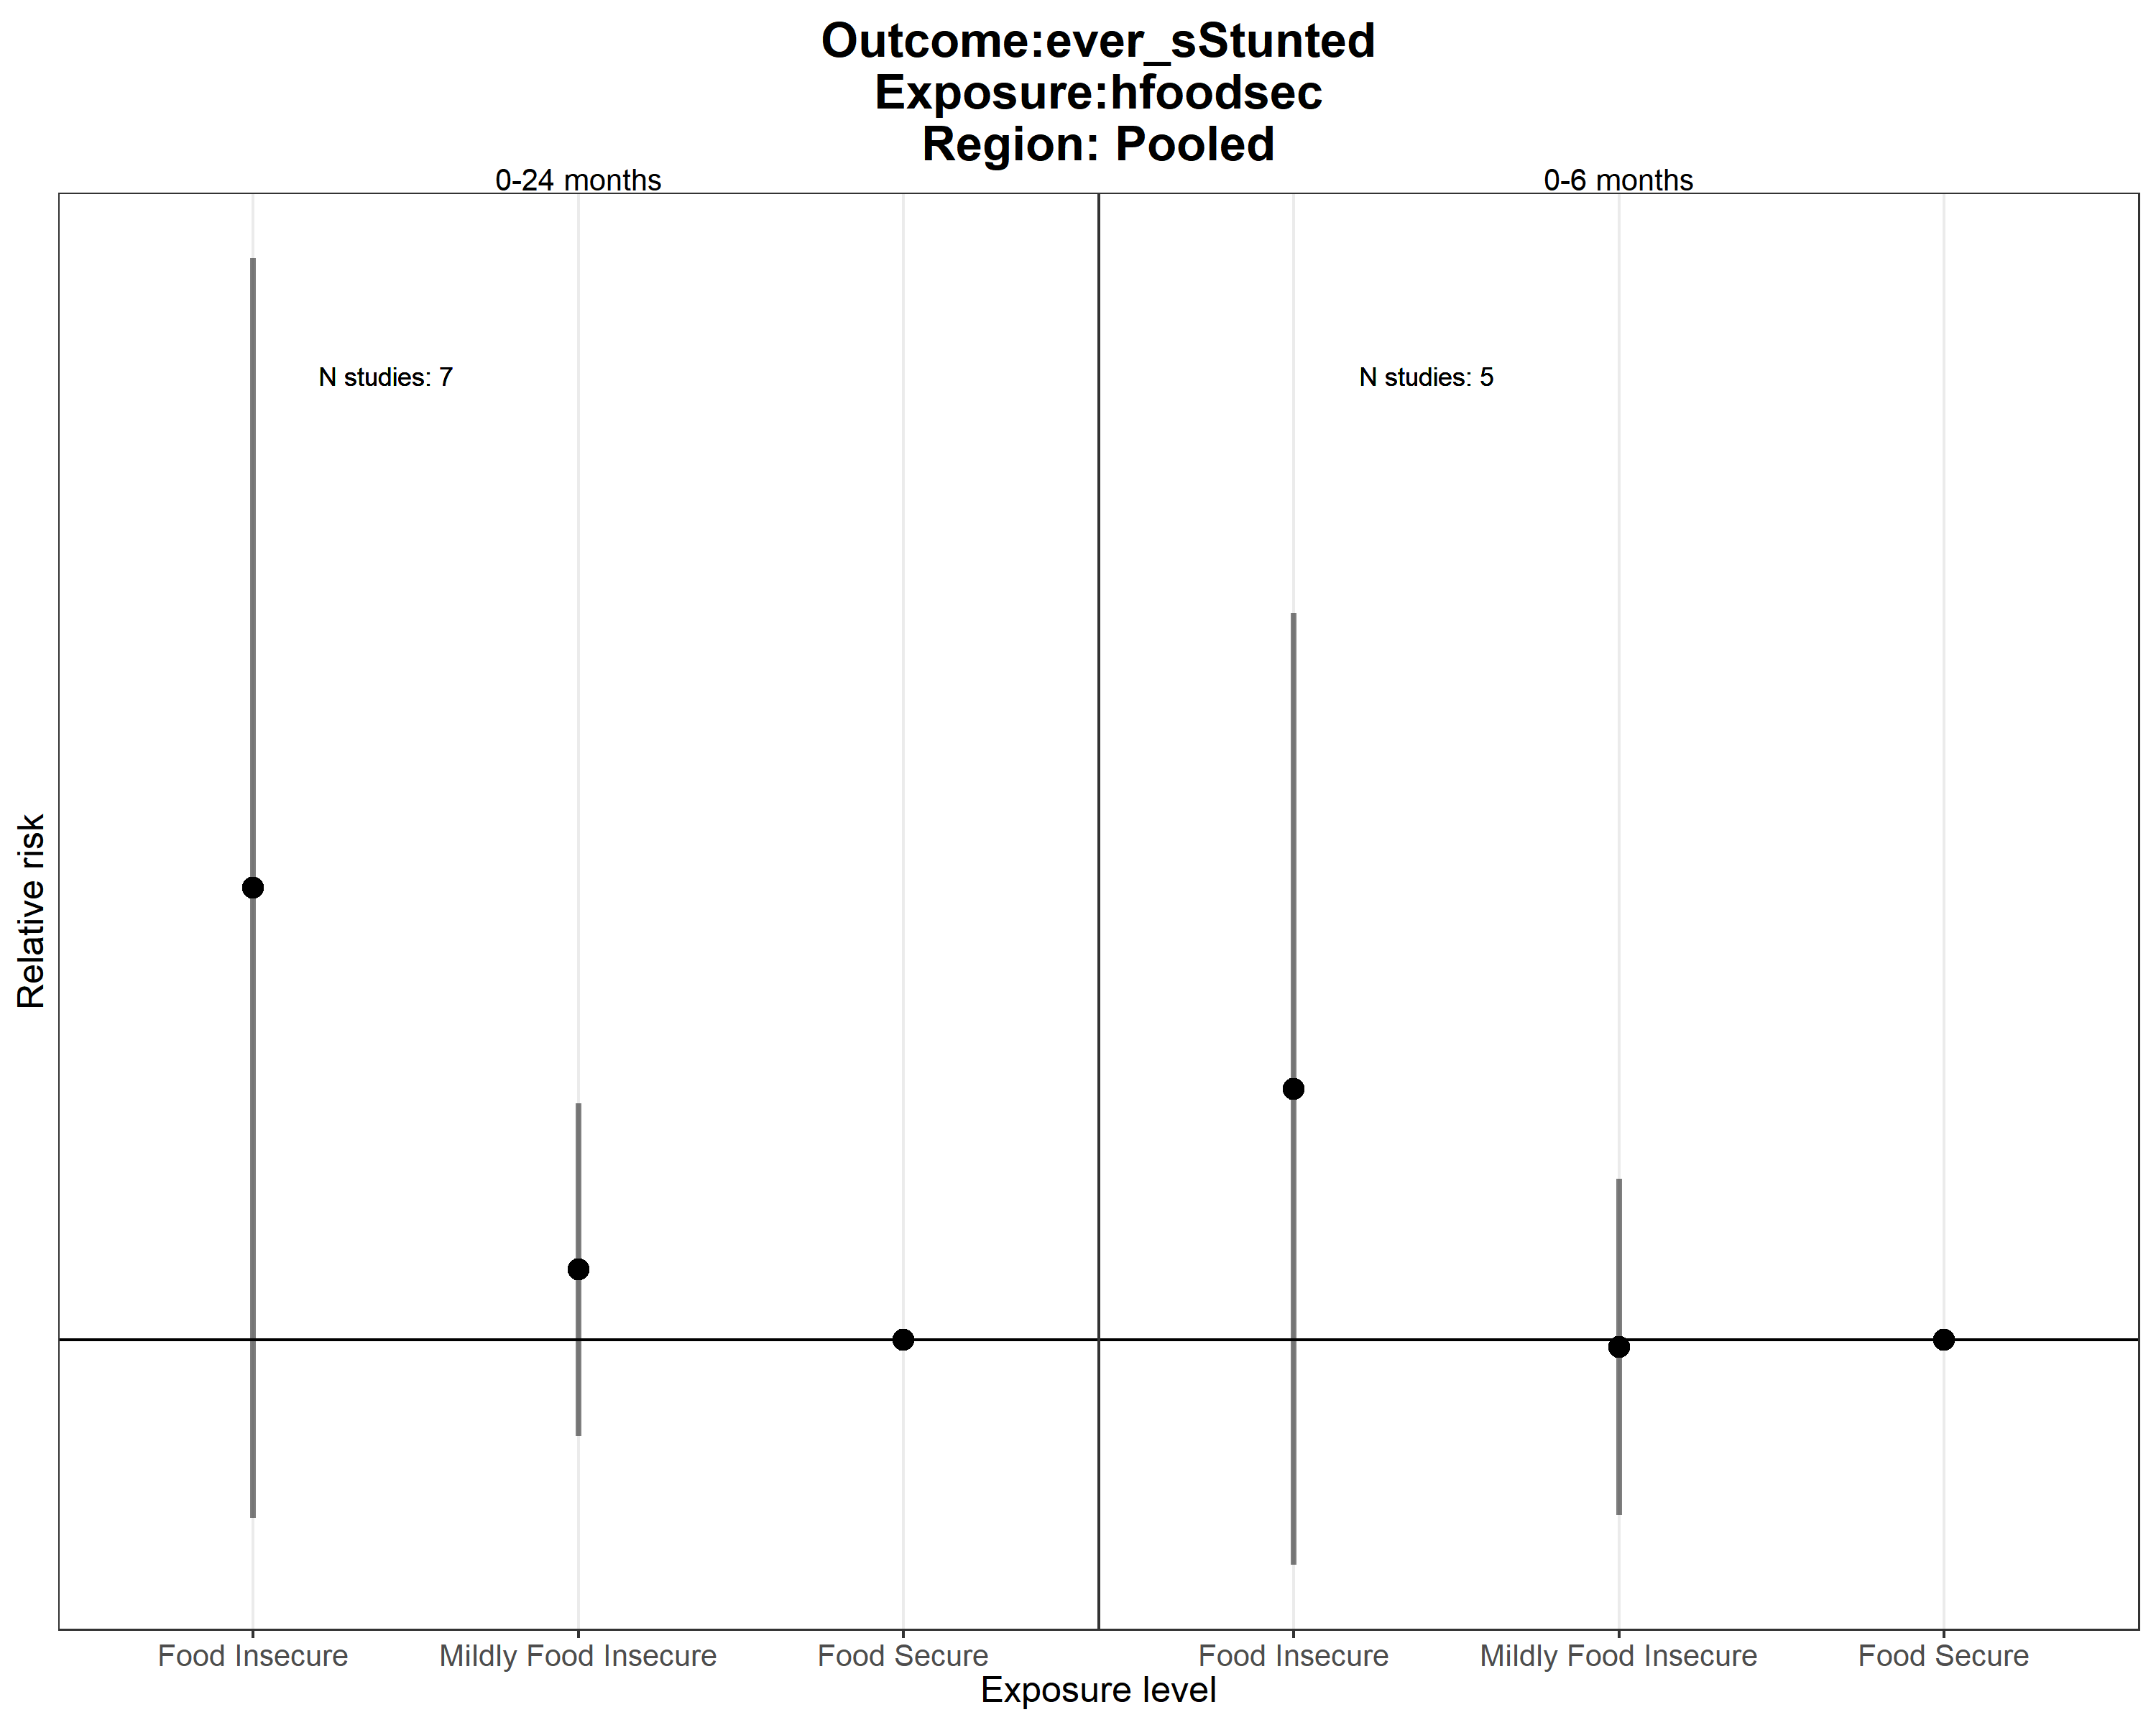 Outcome:ever_sStunted
Exposure:hfoodsec
Region: Pooled
0-24 months
0-6 months
N studies: 7
N studies: 5
Relative risk
Food Insecure
Mildly Food Insecure
Food Secure
Food Insecure
Mildly Food Insecure
Food Secure
Exposure level